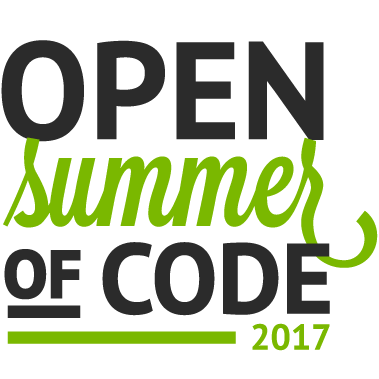 OPEN
summer
OF CODE
2017